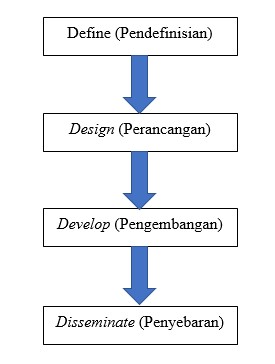 Define (Pendefinisian)
Design (Perancangan)
Develop (Pengembangan)
Disseminate (Penyebaran)